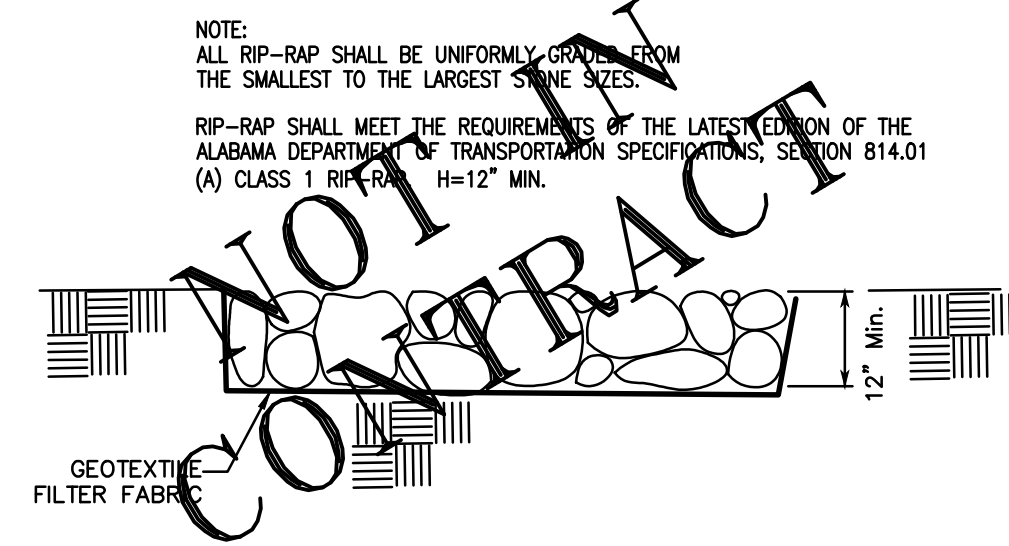 NOTE:
ALL RIP-RAP SHALL BE UNIFORMLY GRADED FROM
THE SMALLEST TO THE LARGEST STONE SIZES.
RIP-RAP SHALL MEET THE REQUIREMENTS OF THE LATEST EDITION OF THE
ALABAMA DEPARTMENT OF TRANSPORTATION SPECIFICATIONS, SECTION 814.01
(A) CLASS 1 RIP-RAP. H=12" MIN.
NOT IN
CONTRACT
12" Min.
GEOTEXTILE
FILTER FABRIC